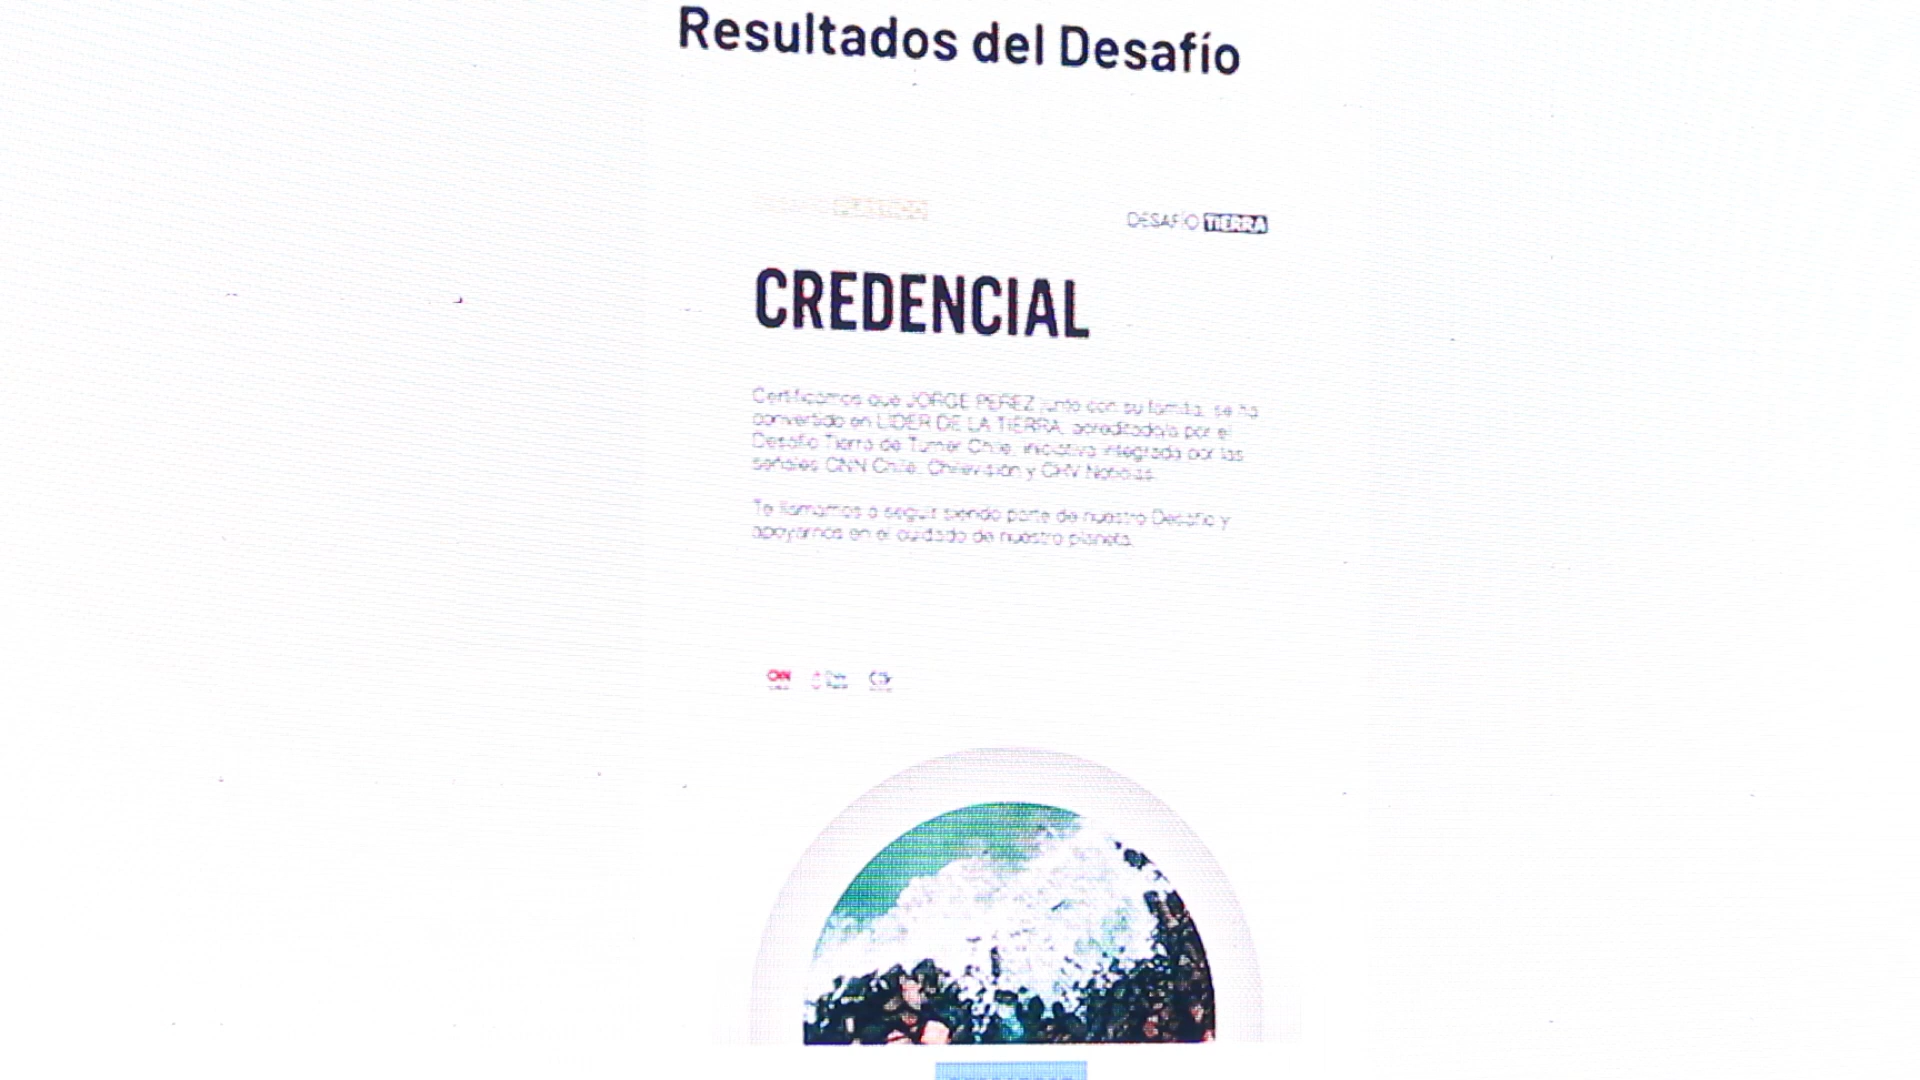 Resultados del Desafío
DESAFÍO TIERRA
CREDENCIAL
Certificamos que JORGE PEREZ junto con su familia, se ha
convertido en LIDER DE LA TIERRA, acreditado/a por el
Desafío Tierra de Turner Chile, iniciativa integrada por las
señales CNN Chile, Chilevisión y CHV Noticias.
Te llamamos a seguir siendo parte de nuestro Desafío y
apoyarnos en el cuidado de nuestro planeta.
CNN